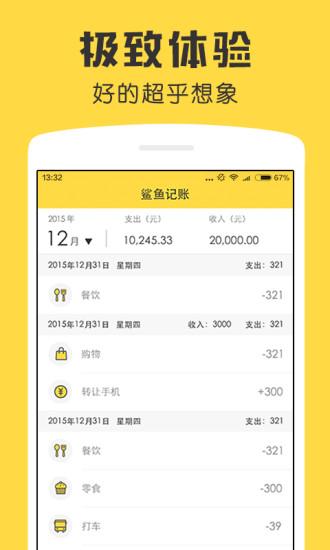 极致体验
好的超乎想象
13:32 ... 67%
鲨鱼记账
2015 年 支出（元） 收入（元）
12月 ▼ 10,245.33 20,000.00
2015年12月31日 星期四 支出：321
餐饮 -321
2015年12月31日 星期四 收入：3000 支出：321
购物 -321
转让手机 +300
2015年12月31日 星期四 支出：321
餐饮 -321
零食 -300
打车 -39